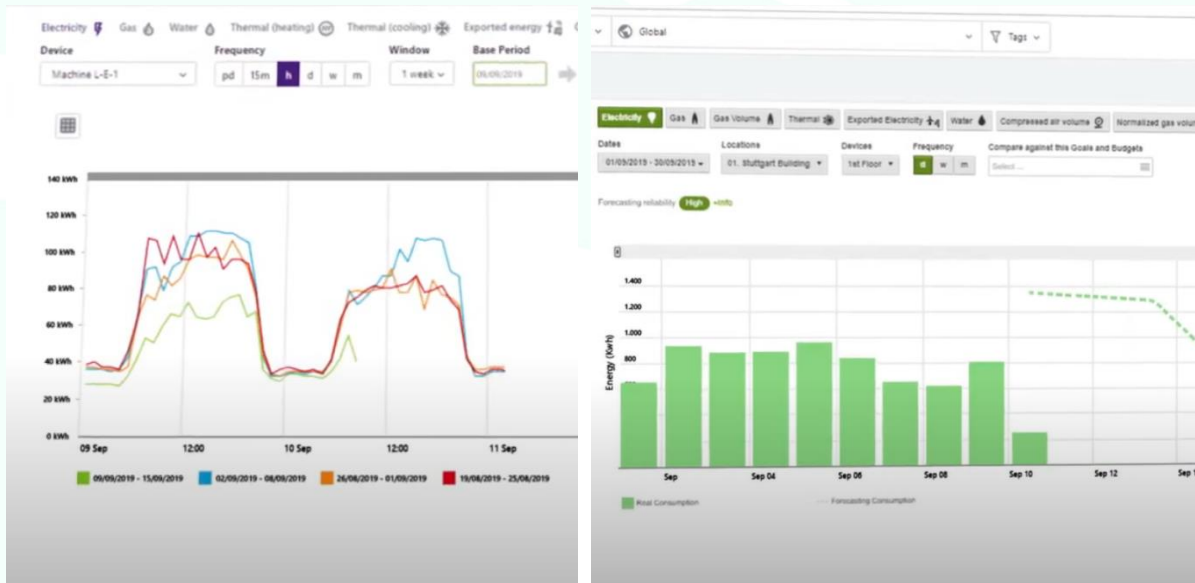 Electricity Gas Water Thermal (heating) Thermal (cooling) Exported energy
Device Frequency Window Base Period
Machine L-E-1 pd 15m h d w m 1 week 09/09/2019
140 kWh
120 kWh
100 kWh
80 kWh
60 kWh
40 kWh
20 kWh
0 kWh
09 Sep 12:00 10 Sep 12:00 11 Sep
09/09/2019 - 15/09/2019 02/09/2019 - 08/09/2019 26/08/2019 - 01/09/2019 19/08/2019 - 25/08/2019
Global Tags
Electricity Gas Gas Volume Thermal Exported Electricity Water Compressed air volume Normalized gas volum
Dates Locations Devices Frequency Compare against this Goals and Budgets
01/09/2019 - 30/09/2019 01. Stuttgart Building 1st Floor d w m Select ...
Forecasting reliability High +info
Energy (Kwh)
1.400
1.200
1.000
800
Sep Sep 04 Sep 06 Sep 08 Sep 10 Sep 12 Sep
Real Consumption Forecasting Consumption